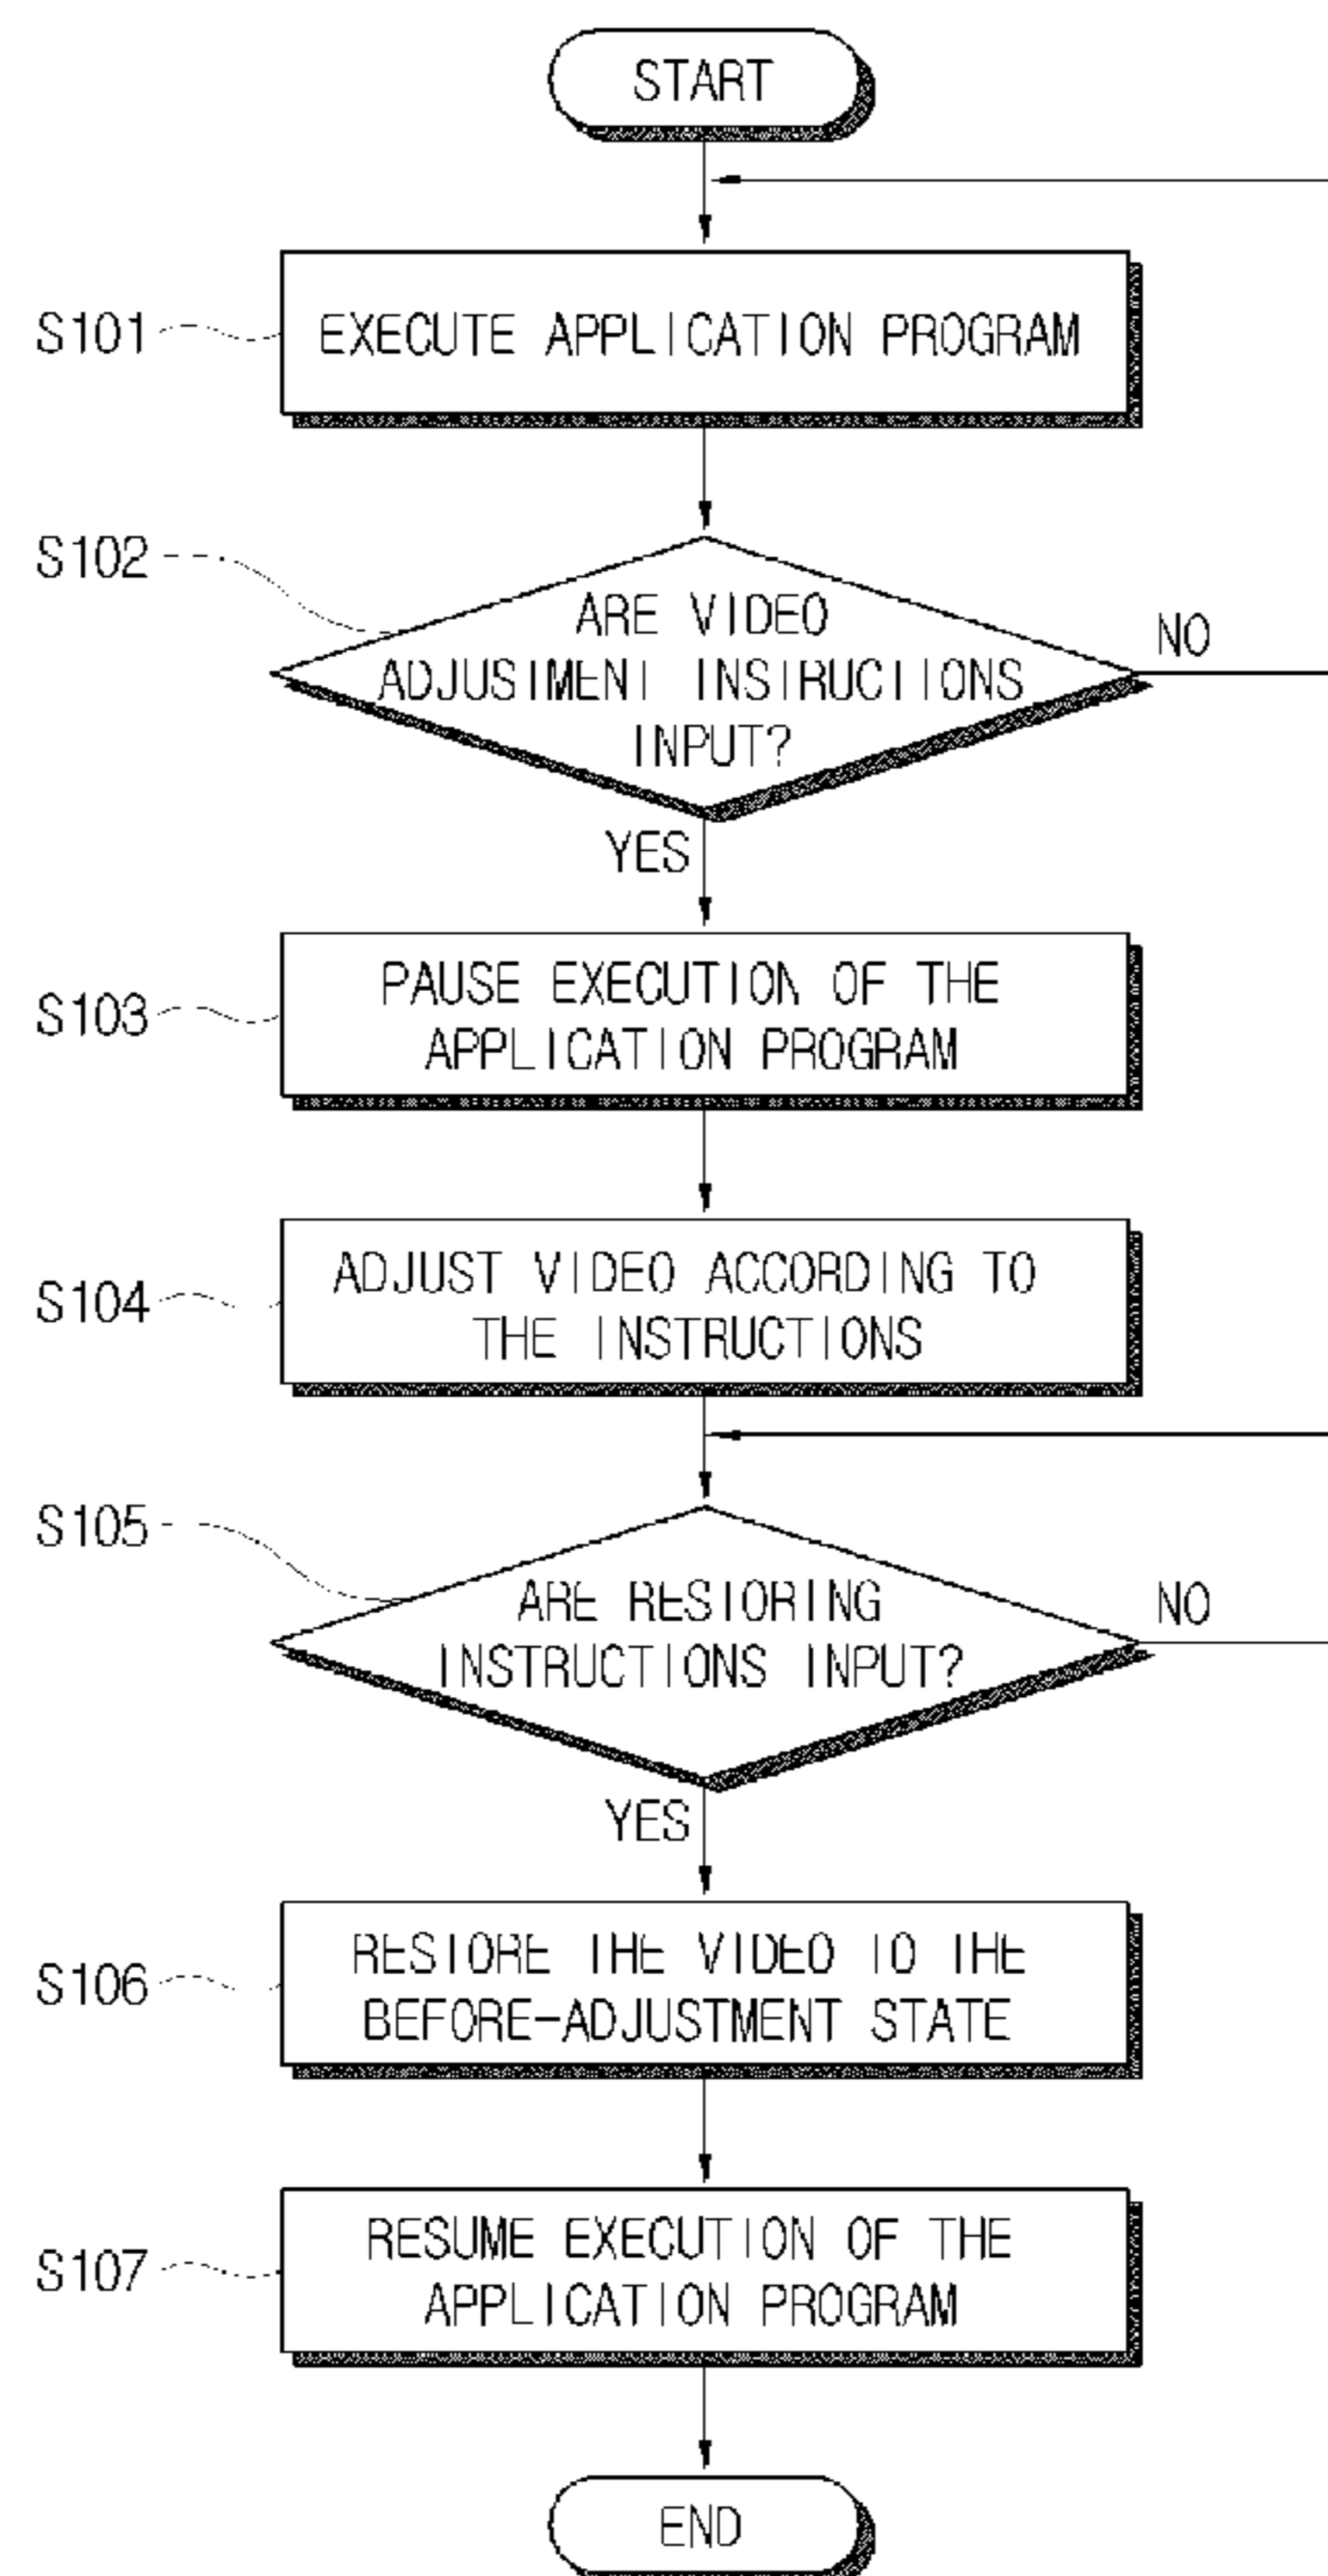 START
S101
EXECUTE APPLICATION PROGRAM
S102
ARE VIDEO
ADJUSTMENT INSTRUCTIONS
INPUT?
NO
YES
S103
PAUSE EXECUTION OF THE
APPLICATION PROGRAM
S104
ADJUST VIDEO ACCORDING TO
THE INSTRUCTIONS
S105
ARE RESTORING
INSTRUCTIONS INPUT?
NO
YES
S106
RESTORE THE VIDEO TO THE
BEFORE-ADJUSTMENT STATE
S107
RESUME EXECUTION OF THE
APPLICATION PROGRAM
END